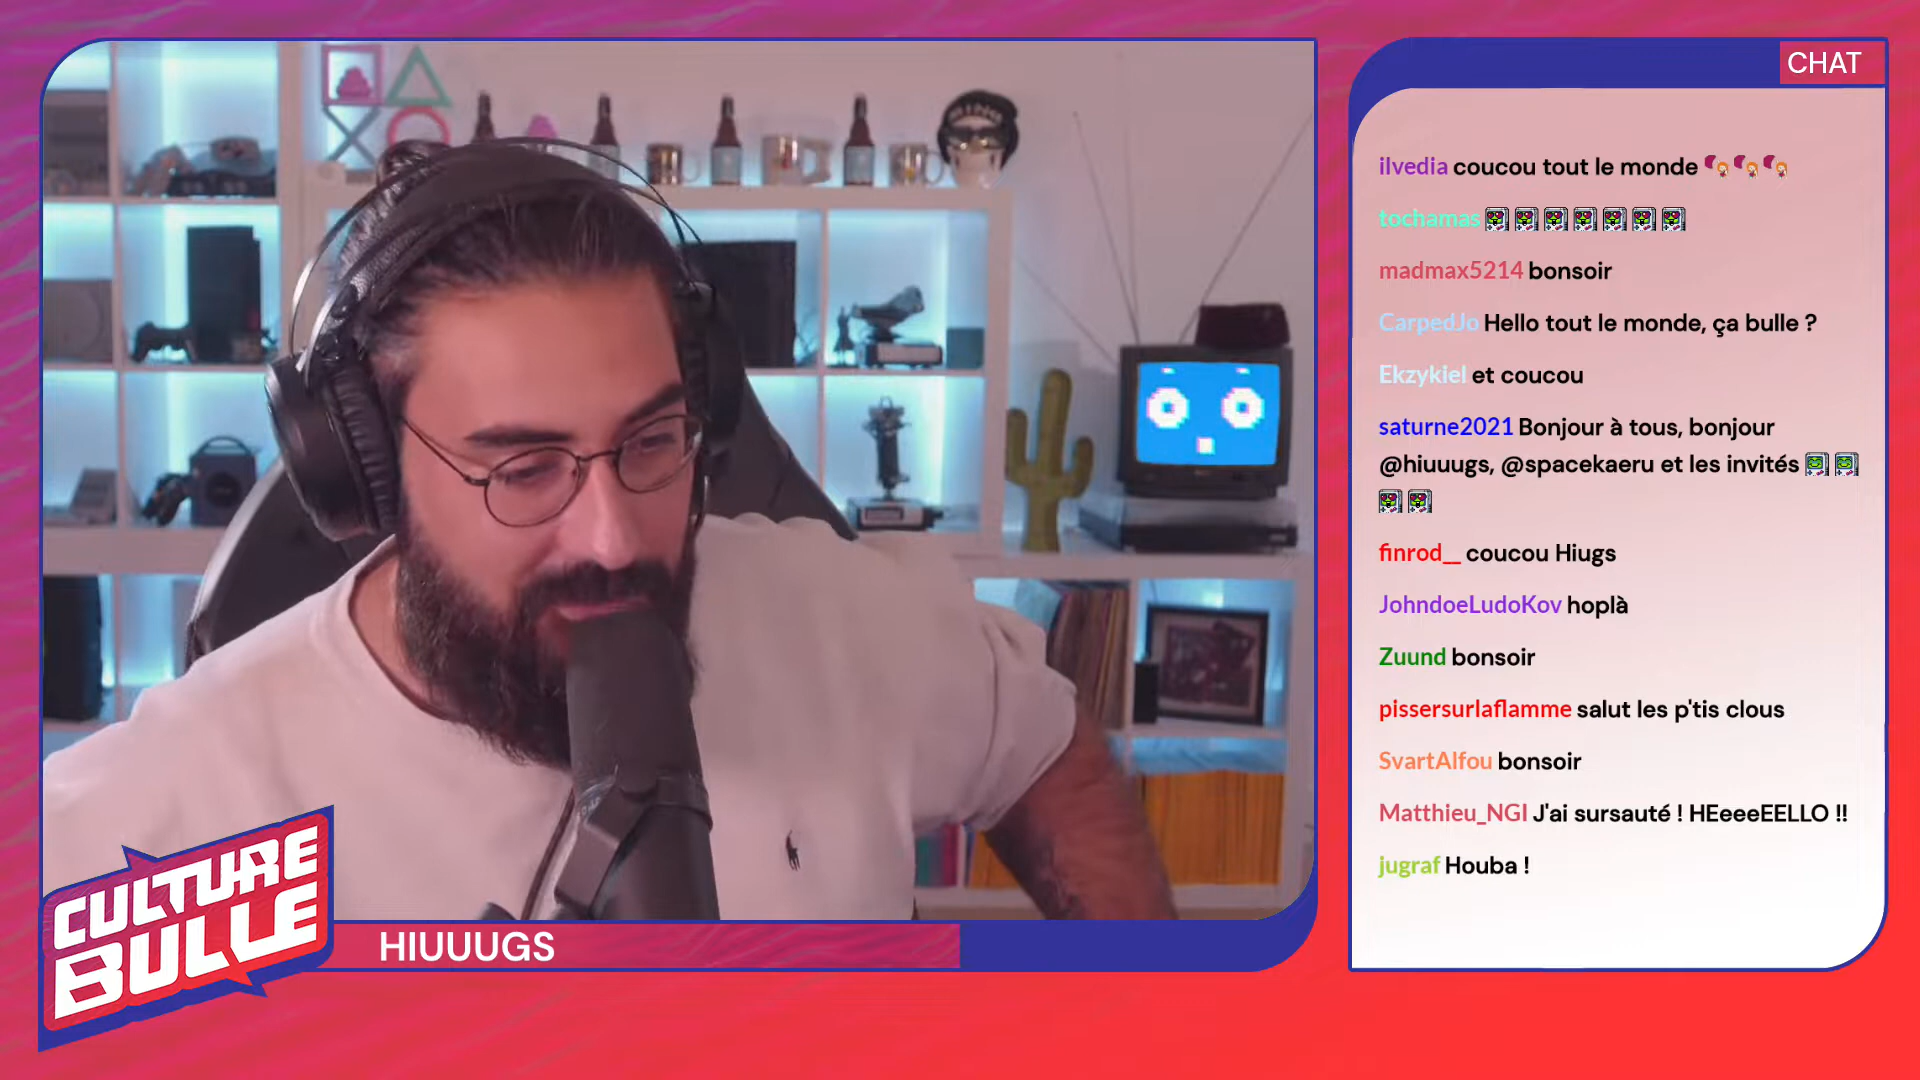 CHAT
ilvedia coucou tout le monde
tochamas
madmax5214 bonsoir
CarpedJo Hello tout le monde, ça bulle ?
Ekzykiel et coucou
saturne2021 Bonjour à tous, bonjour
@hiuuugs, @spacekaeru et les invités
finrod__ coucou Hiugs
JohndoeLudoKov hoplà
Zuund bonsoir
pissersurlaflamme salut les p'tis clous
SvartAlfou bonsoir
Matthieu_NGI J'ai sursauté ! HEeeeEELLO !!
jugraf Houba !
CULTURE
BULLE
HIUUUGS